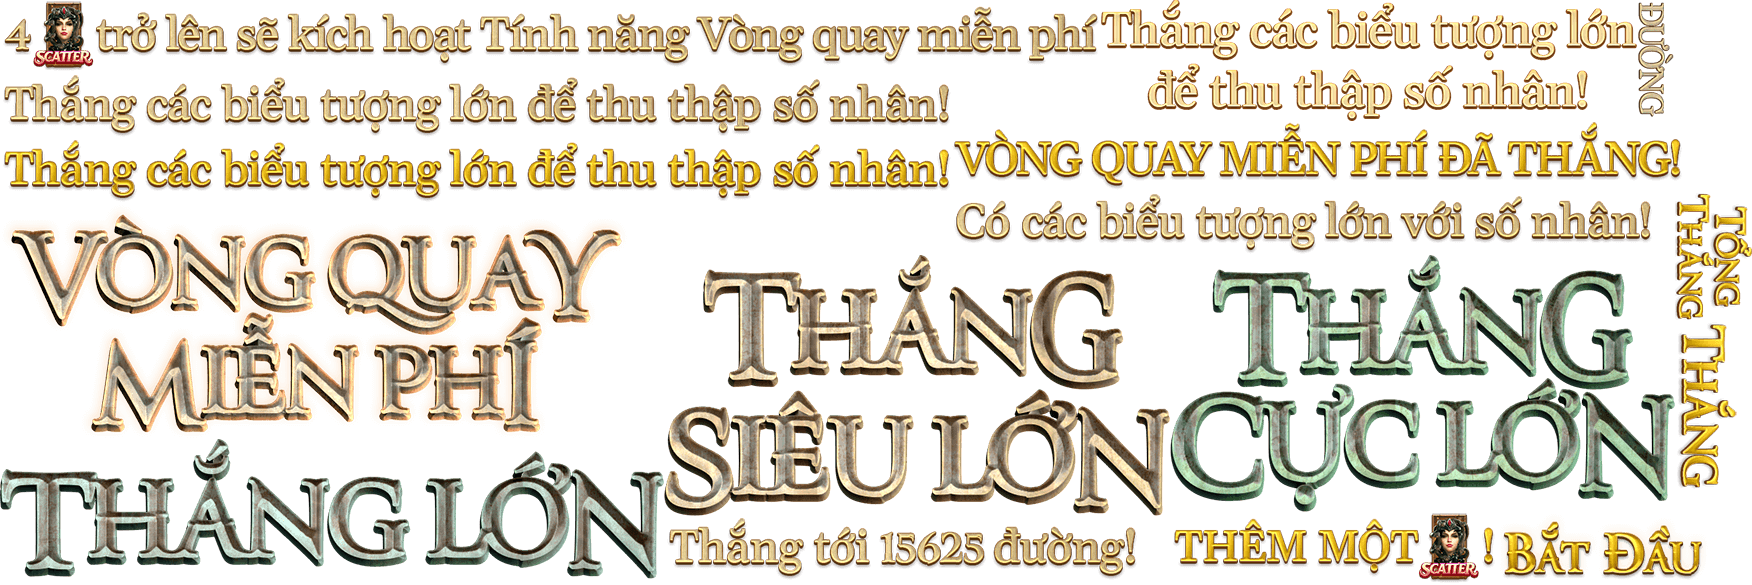 4 SCATTER trở lên sẽ kích hoạt Tính năng Vòng quay miễn phí
Thắng các biểu tượng lớn
để thu thập số nhân!
ĐƯỜNG
Thắng các biểu tượng lớn để thu thập số nhân!
Thắng các biểu tượng lớn để thu thập số nhân!
VÒNG QUAY MIỄN PHÍ ĐÃ THẮNG!
Có các biểu tượng lớn với số nhân!
TỔNG
THẮNG
VÒNG QUAY
MIỄN PHÍ
THẮNG
SIÊU LỚN
THẮNG
CỰC LỚN
THẮNG
THẮNG LỚN
Thắng tới 15625 đường!
THÊM MỘT SCATTER !
BẮT ĐẦU